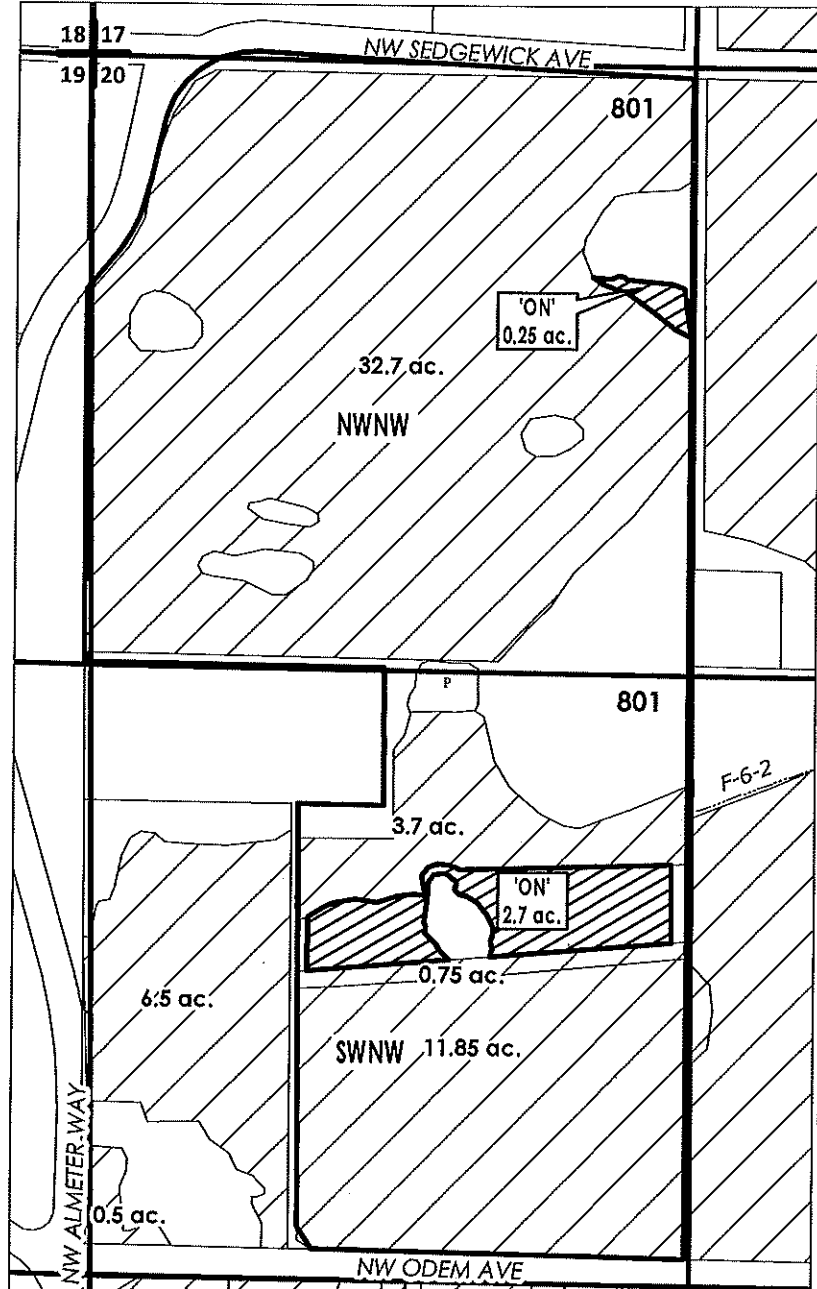 18 17
NW SEDGEWICK AVE
19 20
801
'ON'
0.25 ac.
32.7 ac.
NWNW
P
801
F-6-2
3.7 ac.
'ON'
2.7 ac.
0.75 ac.
6.5 ac.
SWNW 11.85 ac.
NW ALMETER WAY
0.5 ac.
NW ODEM AVE